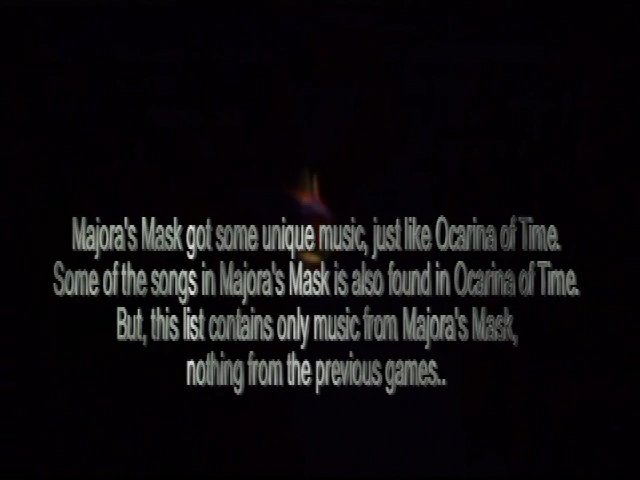 Majora's Mask got some unique music, just like Ocarina of Time.
Some of the songs in Majora's Mask is also found in Ocarina of Time.
But, this list contains only music from Majora's Mask,
nothing from the previous games..